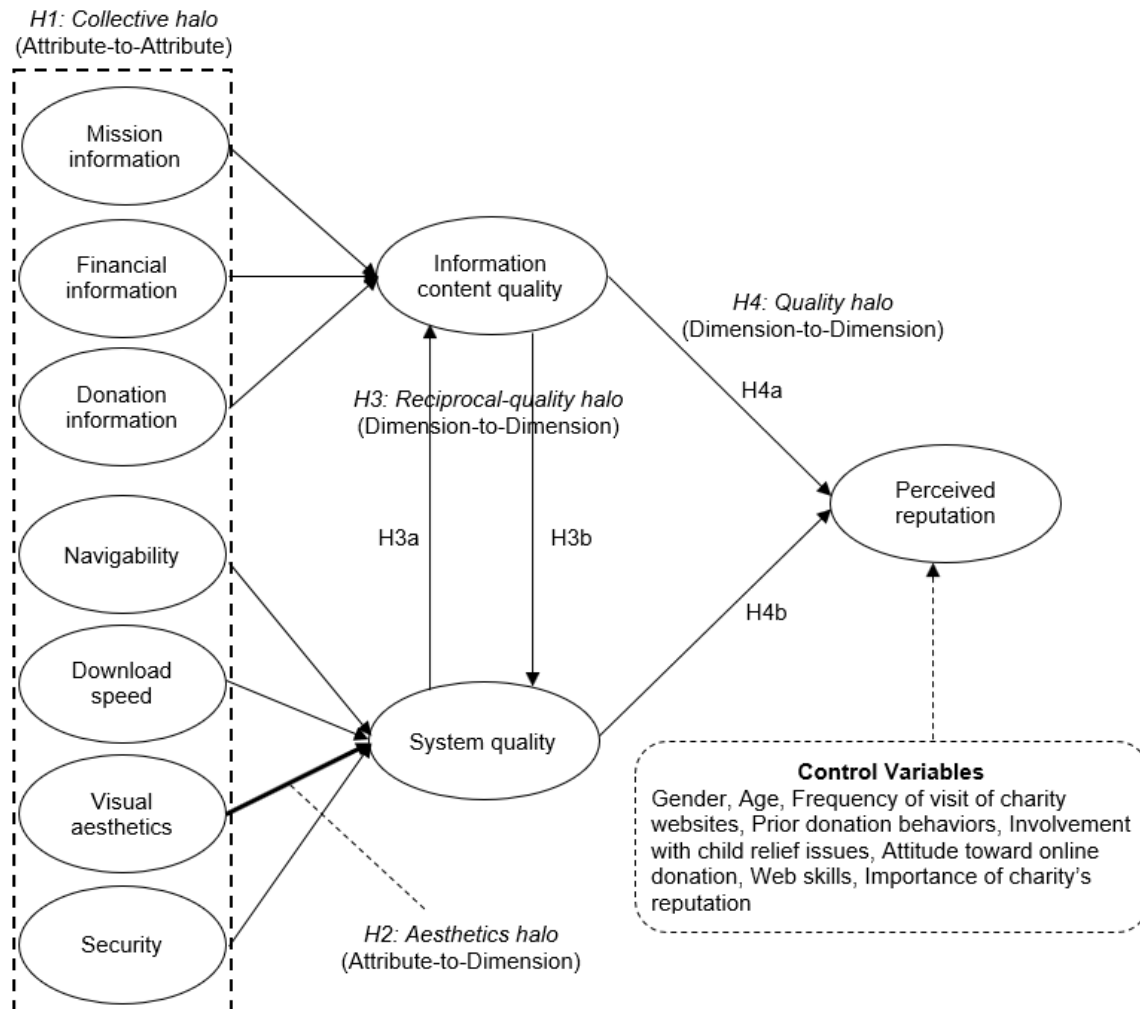 H1: Collective halo
(Attribute-to-Attribute)
Mission
information
Financial
information
Donation
information
Navigability
Download
speed
Visual
aesthetics
Security
Information
content quality
H3: Reciprocal-quality halo
(Dimension-to-Dimension)
H3a
H3b
System quality
H2: Aesthetics halo
(Attribute-to-Dimension)
H4: Quality halo
(Dimension-to-Dimension)
H4a
H4b
Perceived
reputation
Control Variables
Gender, Age, Frequency of visit of charity
websites, Prior donation behaviors, Involvement
with child relief issues, Attitude toward online
donation, Web skills, Importance of charity’s
reputation